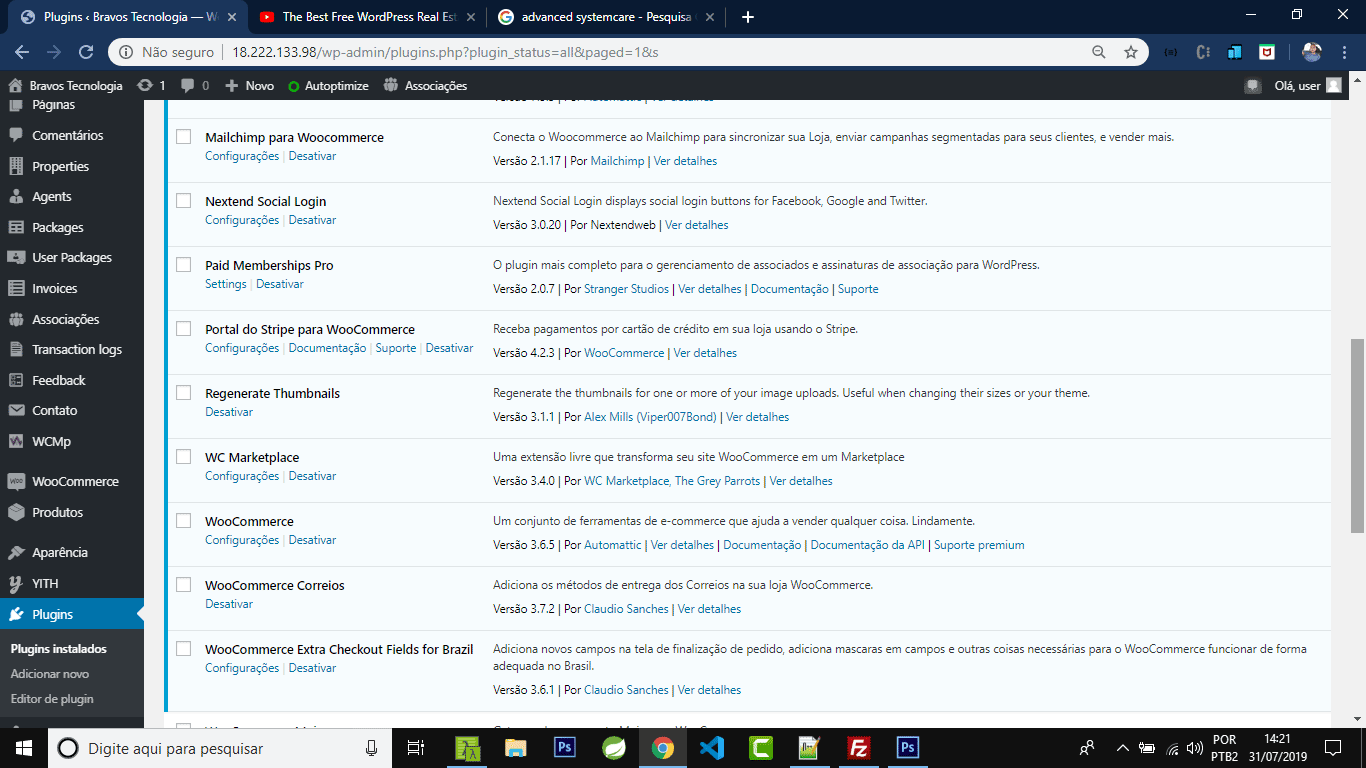 Plugins ‹ Bravos Tecnologia — W
The Best Free WordPress Real Est
advanced systemcare - Pesquisa
Não seguro
18.222.133.98/wp-admin/plugins.php?plugin_status=all&paged=1&s
Bravos Tecnologia
1
0
Novo
Autoptimize
Associações
Olá, user
Páginas
Comentários
Properties
Agents
Packages
User Packages
Invoices
Associações
Transaction logs
Feedback
Contato
WCMp
WooCommerce
Produtos
Aparência
YITH
Plugins
Plugins instalados
Adicionar novo
Editor de plugin
Mailchimp para Woocommerce
Configurações | Desativar
Conecta o Woocommerce ao Mailchimp para sincronizar sua Loja, enviar campanhas segmentadas para seus clientes, e vender mais.
Versão 2.1.17 | Por Mailchimp | Ver detalhes
Nextend Social Login
Configurações | Desativar
Nextend Social Login displays social login buttons for Facebook, Google and Twitter.
Versão 3.0.20 | Por Nextendweb | Ver detalhes
Paid Memberships Pro
Settings | Desativar
O plugin mais completo para o gerenciamento de associados e assinaturas de associação para WordPress.
Versão 2.0.7 | Por Stranger Studios | Ver detalhes | Documentação | Suporte
Portal do Stripe para WooCommerce
Configurações | Documentação | Suporte | Desativar
Receba pagamentos por cartão de crédito em sua loja usando o Stripe.
Versão 4.2.3 | Por WooCommerce | Ver detalhes
Regenerate Thumbnails
Desativar
Regenerate the thumbnails for one or more of your image uploads. Useful when changing their sizes or your theme.
Versão 3.1.1 | Por Alex Mills (Viper007Bond) | Ver detalhes
WC Marketplace
Configurações | Desativar
Uma extensão livre que transforma seu site WooCommerce em um Marketplace
Versão 3.4.0 | Por WC Marketplace, The Grey Parrots | Ver detalhes
WooCommerce
Configurações | Desativar
Um conjunto de ferramentas de e-commerce que ajuda a vender qualquer coisa. Lindamente.
Versão 3.6.5 | Por Automattic | Ver detalhes | Documentação | Documentação da API | Suporte premium
WooCommerce Correios
Desativar
Adiciona os métodos de entrega dos Correios na sua loja WooCommerce.
Versão 3.7.2 | Por Claudio Sanches | Ver detalhes
WooCommerce Extra Checkout Fields for Brazil
Configurações | Desativar
Adiciona novos campos na tela de finalização de pedido, adiciona mascaras em campos e outras coisas necessárias para o WooCommerce funcionar de forma
adequada no Brasil.
Versão 3.6.1 | Por Claudio Sanches | Ver detalhes
Digite aqui para pesquisar
POR
PTB2
14:21
31/07/2019